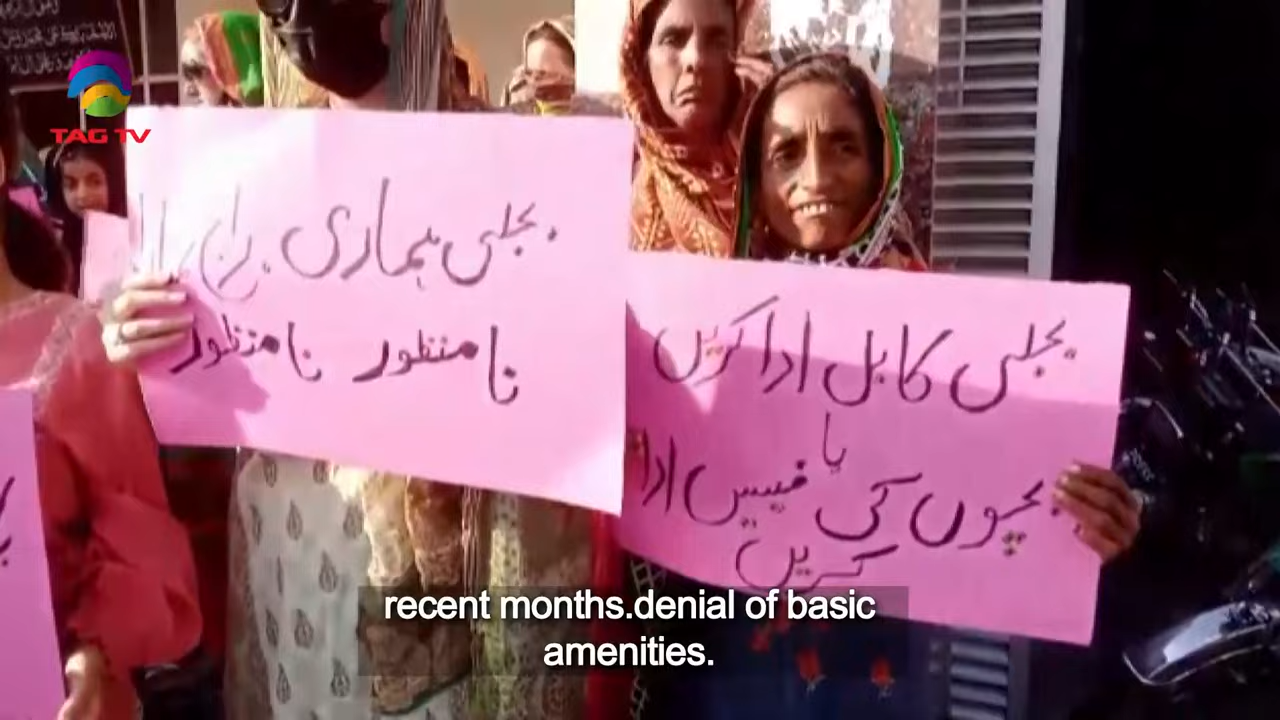 TAG TV
بجلی ہماری
نا منظور نا منظور
بجلی کا بل ادا کریں
یا
بچوں کی فیسیں ادا
کریں
recent months.denial of basic
amenities.